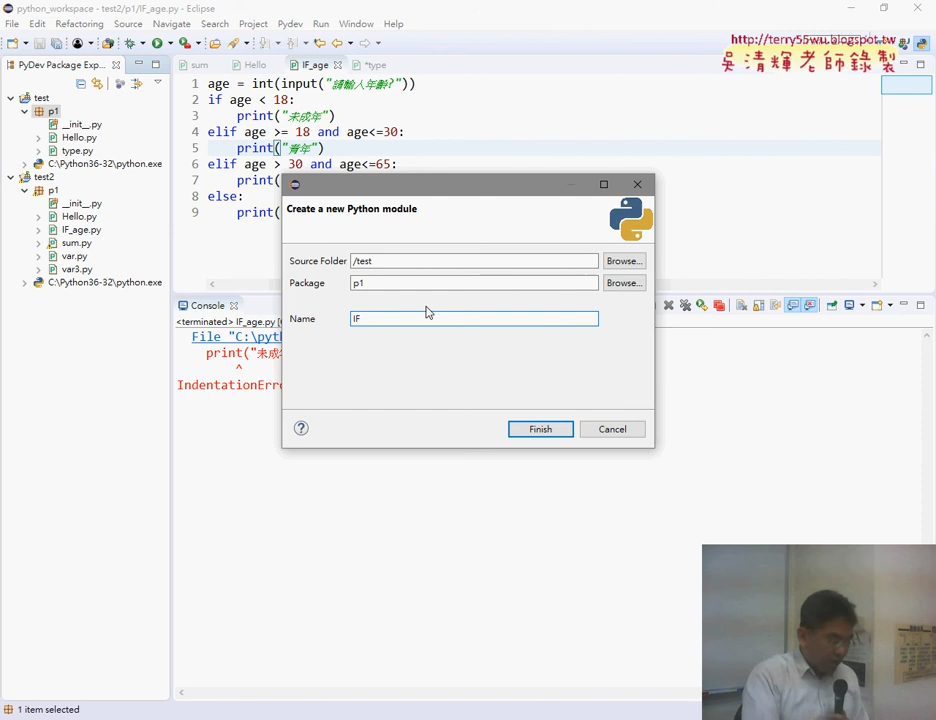 python_workspace - test2/p1/IF_age.py - Eclipse
File Edit Refactoring Source Navigate Search Project Pydev Run Window Help
http://terry55wu.blogspot.tw
吳清輝老師錄製
PyDev Package Exp...
sum Hello IF_age *type
test
p1
__init__.py
Hello.py
type.py
C:\Python36-32\python.exe
test2
p1
__init__.py
Hello.py
IF_age.py
sum.py
var.py
var3.py
C:\Python36-32\python.exe
1 age = int(input("請輸入年齡?"))
2 if age < 18:
3 print("未成年")
4 elif age >= 18 and age<=30:
5 print("青年")
6 elif age > 30 and age<=65:
7 print(
8 else:
9 print(
Create a new Python module
Source Folder /test Browse...
Package p1 Browse...
Name IF
Finish Cancel
Console
<terminated> IF_age.py [
File "C:\pyth
print("未成年
^
IndentationErr
1 item selected